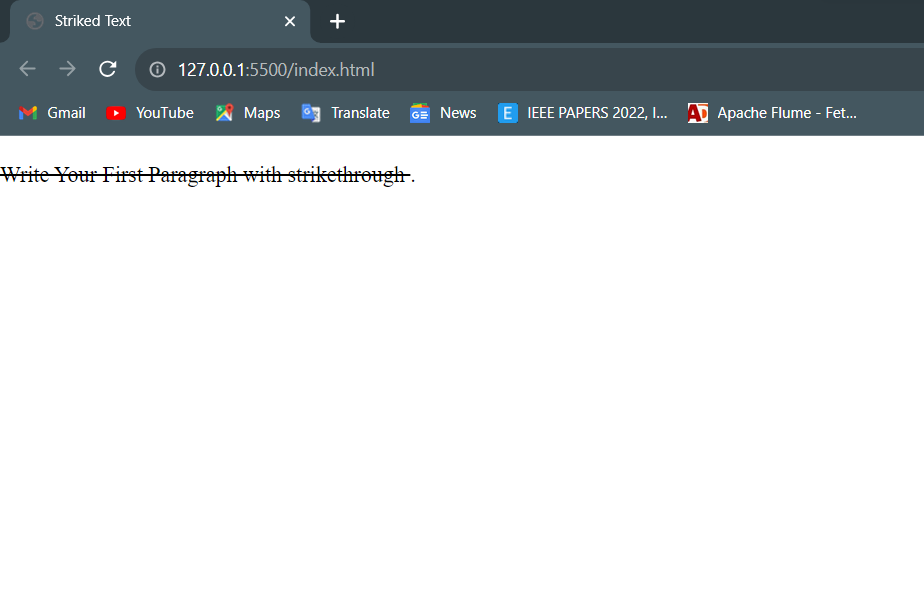 Striked Text
127.0.0.1:5500/index.html
Gmail YouTube Maps Translate News IEEE PAPERS 2022, I... Apache Flume - Fet...
Write Your First Paragraph with strikethrough .